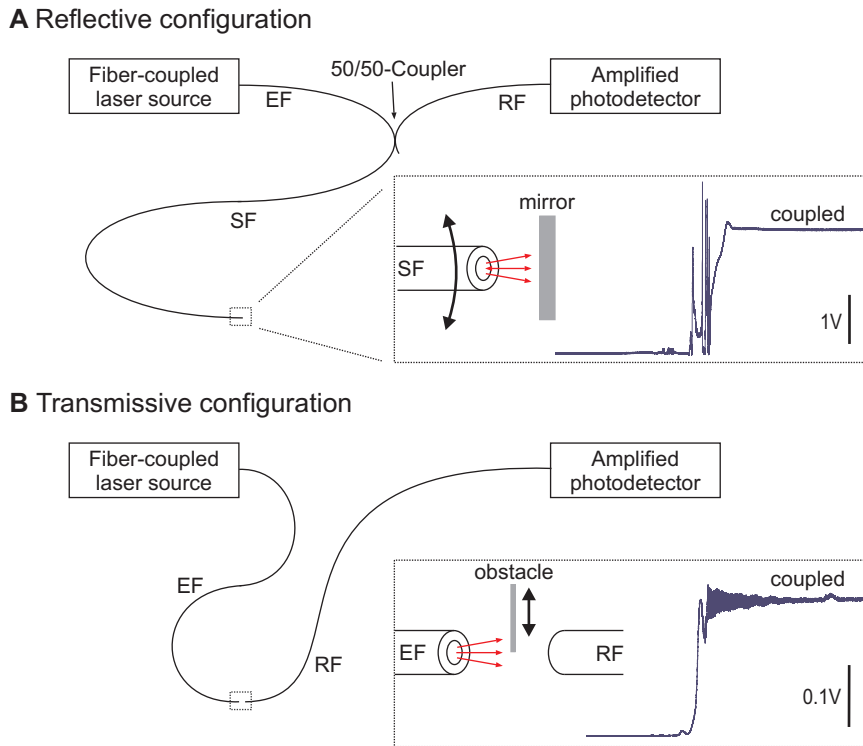 A Reflective configuration
Fiber-coupled
laser source
50/50-Coupler
Amplified
photodetector
EF
RF
SF
mirror
coupled
SF
1V
B Transmissive configuration
Fiber-coupled
laser source
Amplified
photodetector
EF
RF
obstacle
coupled
EF
RF
0.1V